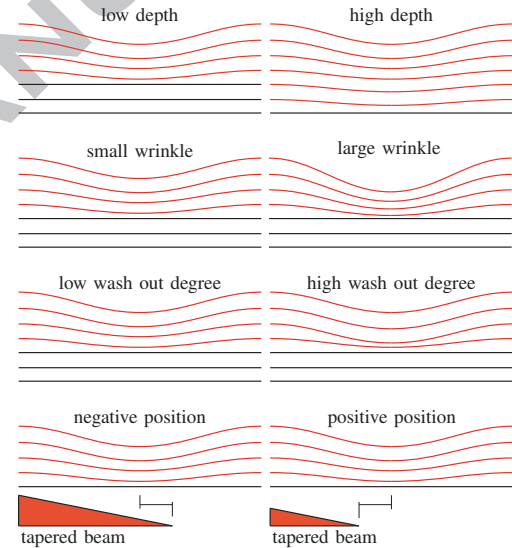 low depth
high depth
small wrinkle
large wrinkle
low wash out degree
high wash out degree
negative position
positive position
tapered beam
tapered beam